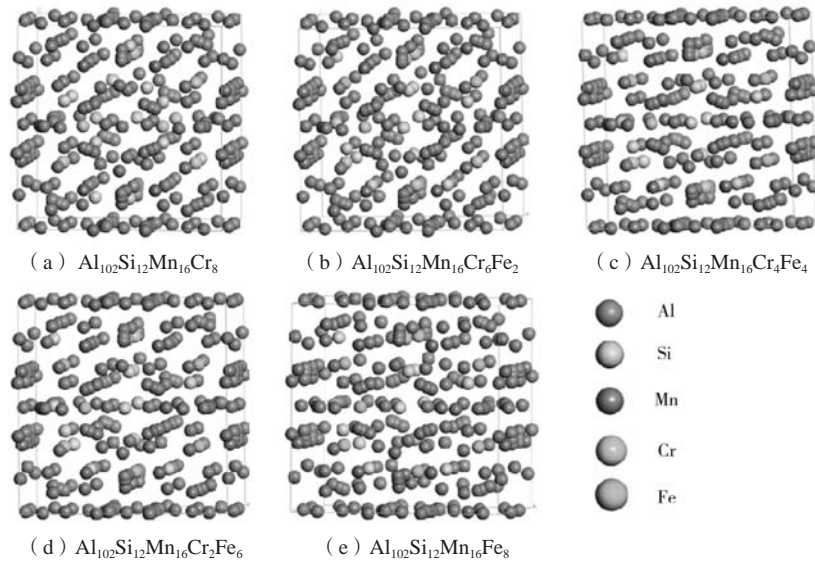 （a）Al₁₀₂Si₁₂Mn₁₆Cr₈
（b）Al₁₀₂Si₁₂Mn₁₆Cr₆Fe₂
（c）Al₁₀₂Si₁₂Mn₁₆Cr₄Fe₄
Al
Si
Mn
Cr
Fe
（d）Al₁₀₂Si₁₂Mn₁₆Cr₂Fe₆
（e）Al₁₀₂Si₁₂Mn₁₆Fe₈